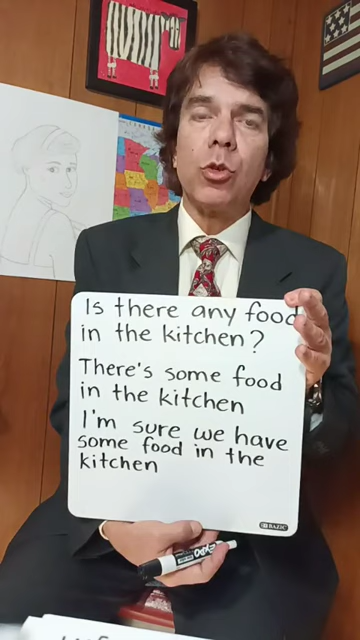 Is there any food
in the kitchen?
There's some food
in the kitchen
I'm sure we have
some food in the
kitchen
BAZIC
EXPO